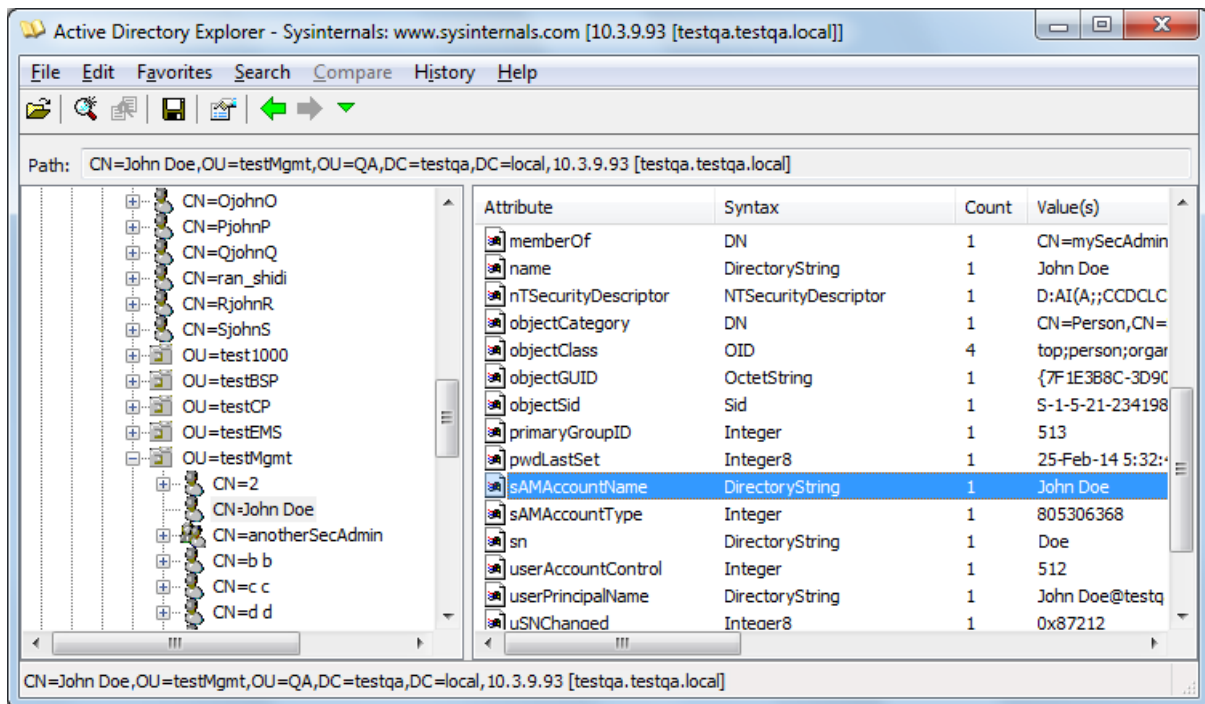 Active Directory Explorer - Sysinternals: www.sysinternals.com [10.3.9.93 [testqa.testqa.local]]
File Edit Favorites Search Compare History Help
Path: CN=John Doe,OU=testMgmt,OU=QA,DC=testqa,DC=local,10.3.9.93 [testqa.testqa.local]
CN=OjohnO
CN=PjohnP
CN=QjohnQ
CN=ran_shidi
CN=RjohnR
CN=SjohnS
OU=test1000
OU=testBSP
OU=testCP
OU=testEMS
OU=testMgmt
CN=2
CN=John Doe
CN=anotherSecAdmin
CN=b b
CN=c c
CN=d d
Attribute Syntax Count Value(s)
memberOf DN 1 CN=mySecAdmin
name DirectoryString 1 John Doe
nTSecurityDescriptor NTSecurityDescriptor 1 D:AI(A;;CCDCLC
objectCategory DN 1 CN=Person,CN=
objectClass OID 4 top;person;organ
objectGUID OctetString 1 {7F1E3B8C-3D90
objectSid Sid 1 S-1-5-21-234198
primaryGroupID Integer 1 513
pwdLastSet Integer8 1 25-Feb-14 5:32:4
sAMAccountName DirectoryString 1 John Doe
sAMAccountType Integer 1 805306368
sn DirectoryString 1 Doe
userAccountControl Integer 1 512
userPrincipalName DirectoryString 1 John Doe@testq
uSNChanged Integer8 1 0x87212
CN=John Doe,OU=testMgmt,OU=QA,DC=testqa,DC=local,10.3.9.93 [testqa.testqa.local]